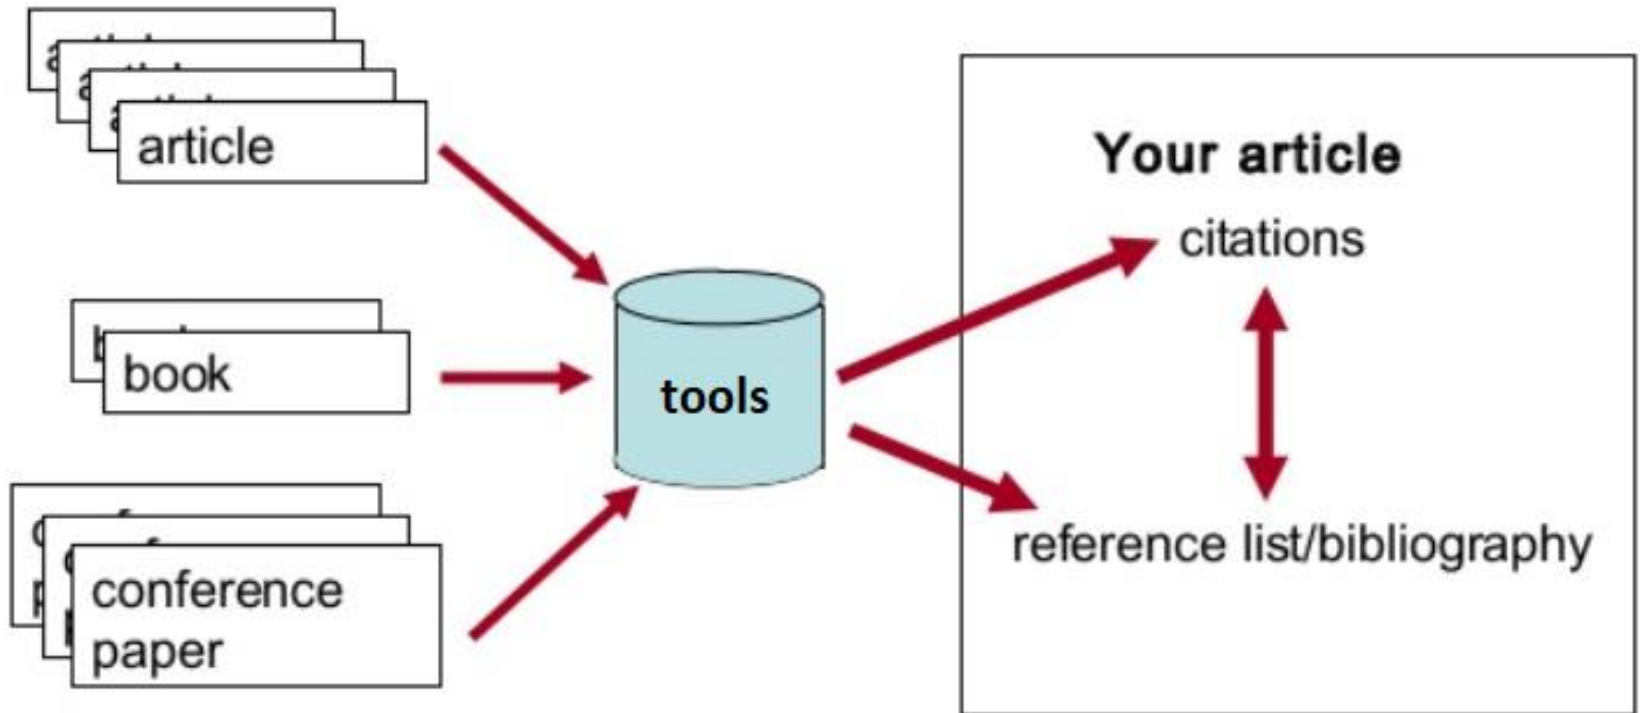 article
book
conference
paper
tools
Your article
citations
reference list/bibliography